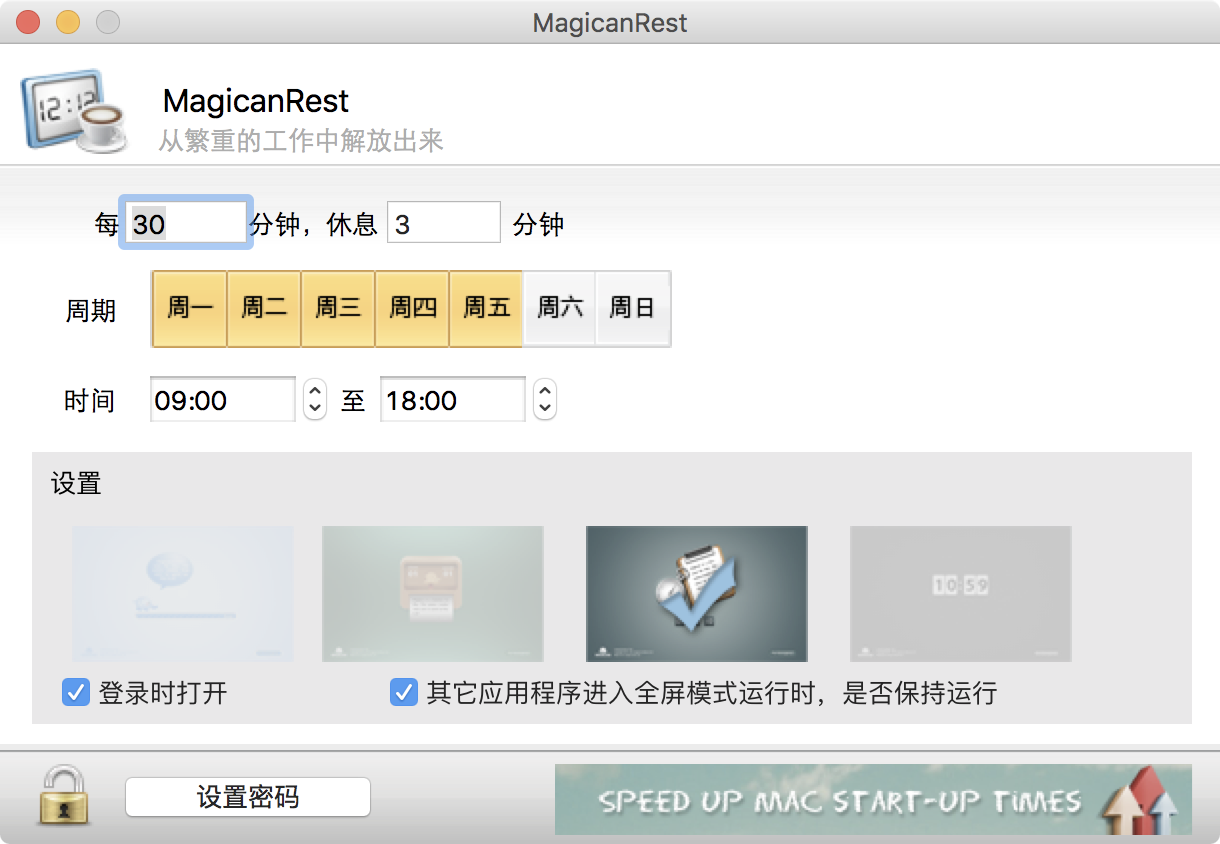 MagicanRest
12:12
MagicanRest
从繁重的工作中解放出来
每 30 分钟，休息 3 分钟
周期 周一 周二 周三 周四 周五 周六 周日
时间 09:00 至 18:00
设置
10:59
登录时打开 其它应用程序进入全屏模式运行时，是否保持运行
设置密码 SPEED UP MAC START-UP TiMES